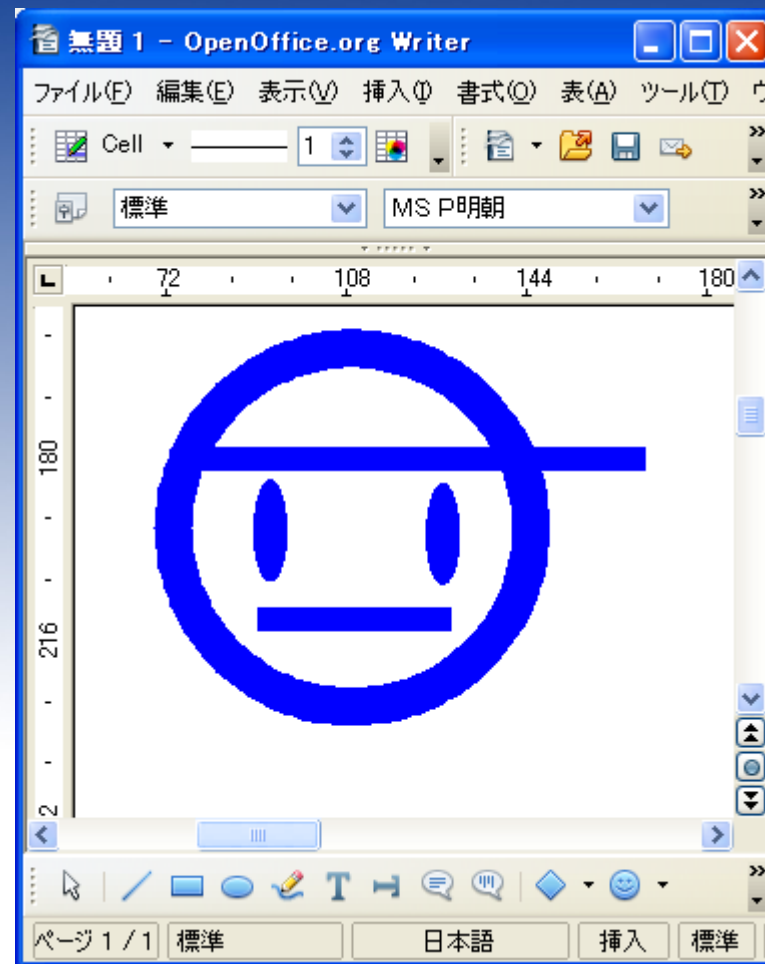 無題 1 - OpenOffice.org Writer
ファイル(F) 編集(E) 表示(V) 挿入(I) 書式(O) 表(A) ツール(T) ウ
Cell 1
標準 MS P明朝
72 108 144 180
180
216
ページ 1 / 1 標準 日本語 挿入 標準